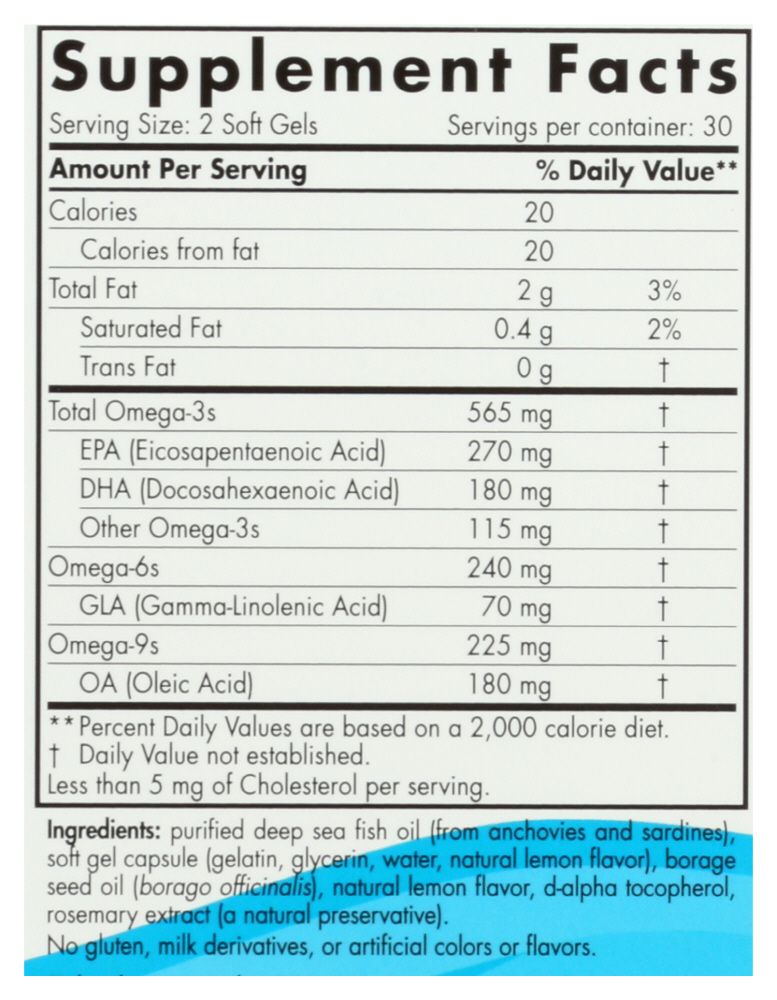 Supplement Facts
Serving Size: 2 Soft Gels Servings per container: 30
Amount Per Serving % Daily Value**
Calories 20
Calories from fat 20
Total Fat 2 g 3%
Saturated Fat 0.4 g 2%
Trans Fat 0 g †
Total Omega-3s 565 mg †
EPA (Eicosapentaenoic Acid) 270 mg †
DHA (Docosahexaenoic Acid) 180 mg †
Other Omega-3s 115 mg †
Omega-6s 240 mg †
GLA (Gamma-Linolenic Acid) 70 mg †
Omega-9s 225 mg †
OA (Oleic Acid) 180 mg †
** Percent Daily Values are based on a 2,000 calorie diet.
† Daily Value not established.
Less than 5 mg of Cholesterol per serving.
Ingredients: purified deep sea fish oil (from anchovies and sardines),
soft gel capsule (gelatin, glycerin, water, natural lemon flavor), borage
seed oil (borago officinalis), natural lemon flavor, d-alpha tocopherol,
rosemary extract (a natural preservative).
No gluten, milk derivatives, or artificial colors or flavors.